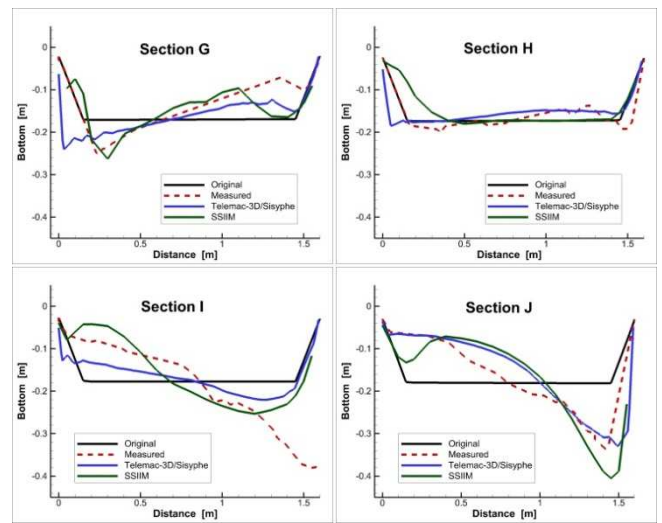 Section G
Bottom [m]
0
-0.1
-0.2
-0.3
-0.4
Original
Measured
Telemac-3D/Sisyphe
SSIIM
0 0.5 1 1.5
Distance [m]
Section H
Bottom [m]
0
-0.1
-0.2
-0.3
-0.4
Original
Measured
Telemac-3D/Sisyphe
SSIIM
0 0.5 1 1.5
Distance [m]
Section I
Bottom [m]
0
-0.1
-0.2
-0.3
-0.4
Original
Measured
Telemac-3D/Sisyphe
SSIIM
0 0.5 1 1.5
Distance [m]
Section J
Bottom [m]
0
-0.1
-0.2
-0.3
-0.4
Original
Measured
Telemac-3D/Sisyphe
SSIIM
0 0.5 1 1.5
Distance [m]